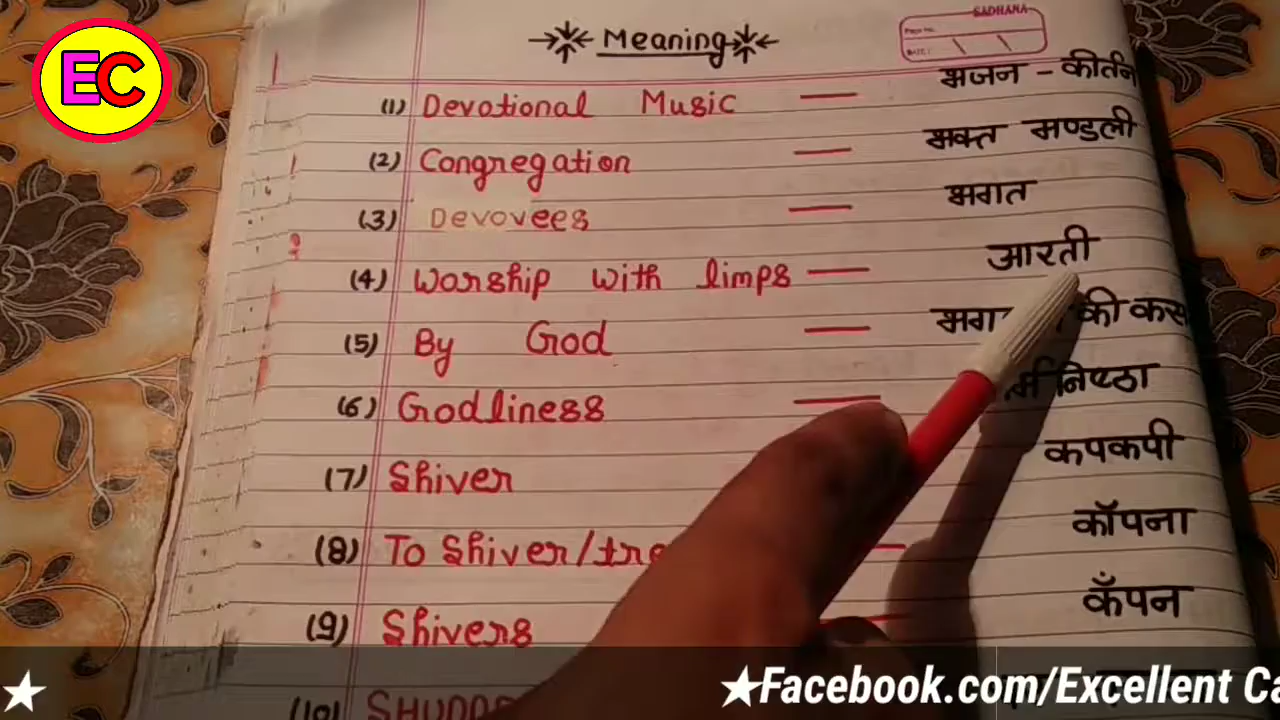 EC
SADHANA
Meaning
DATE:
(1) Devotional Music — भजन - कीर्तन
(2) Congregation — भक्त मण्डली
(3) Devovees — भगत
(4) Worship with limps — आरती
(5) By God — की
(6) Godliness —
(7) Shiver कपकपी
(8) To Shiver/ — कॉपना
(9) Shivers — कँपन
(10)
★ ★Facebook.com/Excellent